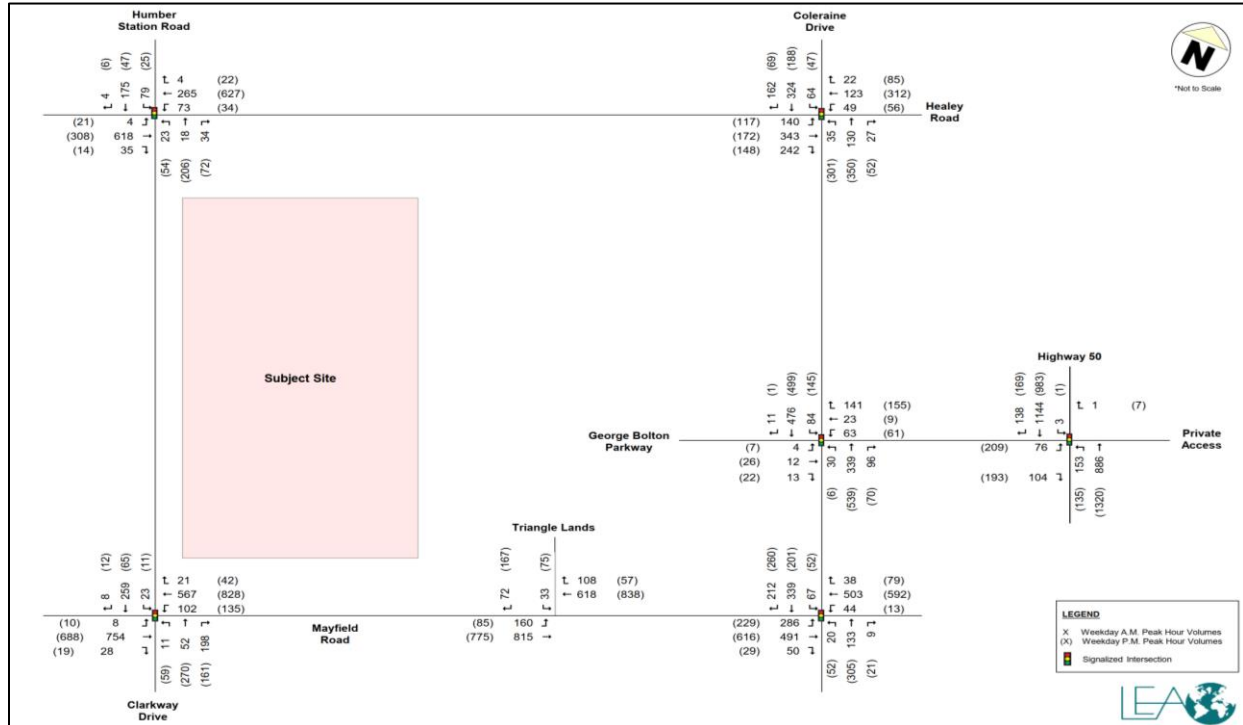 Humber
Station Road
Coleraine
Drive
N
*Not to Scale
(6) (47) (25)
4 175 79
4 (22)
265 (627)
73 (34)
(21) 4
(308) 618
(14) 35
23 18 34
(54) (206) (72)
(69) (188) (47)
162 324 64
22 (85)
123 (312)
49 (56)
Healey
Road
(117) 140
(172) 343
(148) 242
35 130 27
(301) (350) (52)
Subject Site
Highway 50
(1) (499) (145)
11 476 84
141 (155)
23 (9)
63 (61)
George Bolton
Parkway
(7) 4
(26) 12
(22) 13
30 339 96
(6) (539) (70)
(169) (983) (1)
138 1144 3
1 (7)
Private
Access
(209) 76
(193) 104
153 886
(135) (1320)
Triangle Lands
(12) (65) (11)
8 259 23
21 (42)
567 (828)
102 (135)
(10) 8
(688) 754
(19) 28
11 52 198
(59) (270) (161)
Clarkway
Drive
Mayfield
Road
(167) (75)
72 33
108 (57)
618 (838)
(85) 160
(775) 815
(260) (201) (52)
212 339 67
38 (79)
503 (592)
44 (13)
(229) 286
(616) 491
(29) 50
20 133 9
(52) (305) (21)
LEGEND
X Weekday A.M. Peak Hour Volumes
(X) Weekday P.M. Peak Hour Volumes
Signalized Intersection
LEA